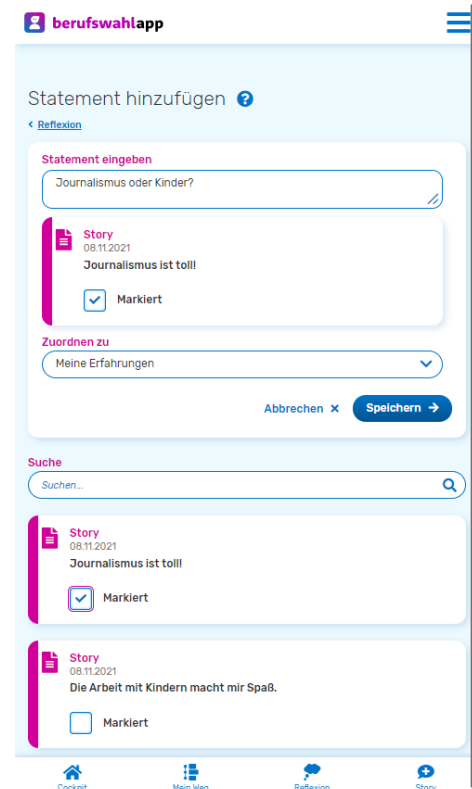 berufswahlapp
Statement hinzufügen ?
< Reflexion
Statement eingeben
Journalismus oder Kinder?
Story
08.11.2021
Journalismus ist toll!
Markiert
Zuordnen zu
Meine Erfahrungen
Abbrechen × Speichern →
Suche
Suchen...
Story
08.11.2021
Journalismus ist toll!
Markiert
Story
08.11.2021
Die Arbeit mit Kindern macht mir Spaß.
Markiert
Cockpit Mein Weg Reflexion Story